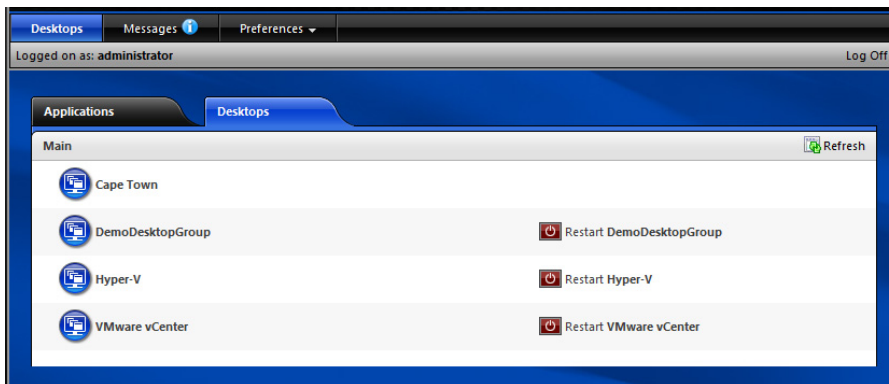 Desktops Messages Preferences
Logged on as: administrator Log Off
Applications Desktops
Main Refresh
Cape Town
DemoDesktopGroup Restart DemoDesktopGroup
Hyper-V Restart Hyper-V
VMware vCenter Restart VMware vCenter